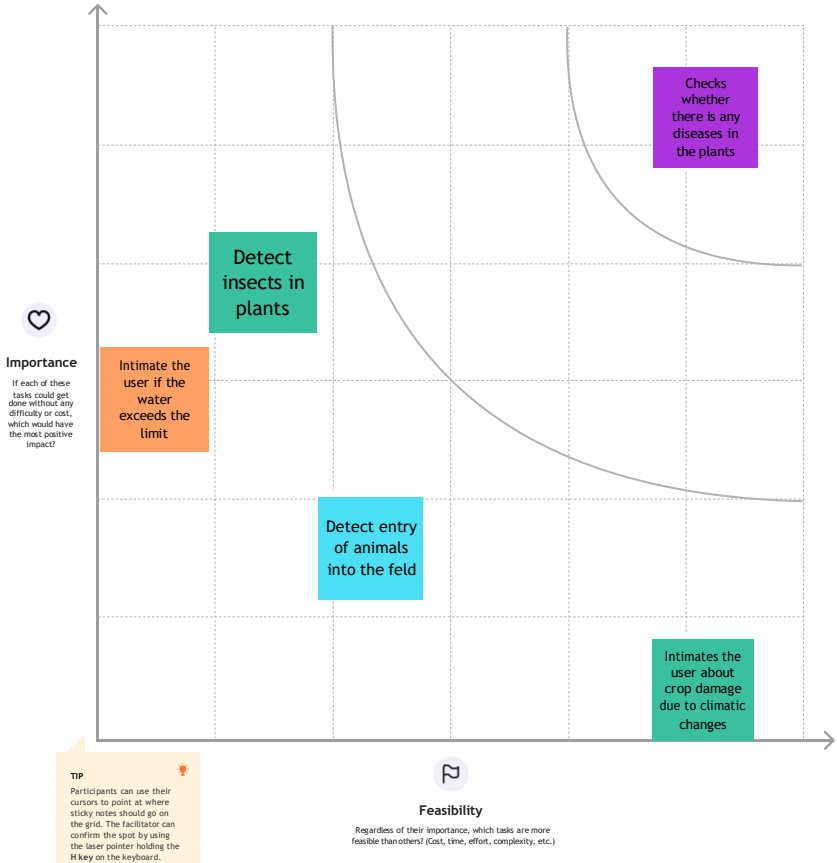 Checks
whether
there is any
diseases in
the plants
Detect
insects in
plants
Importance
If each of these
tasks could get
done without any
difficulty or cost,
which would have
the most positive
impact?
Intimate the
user if the
water
exceeds the
limit
Detect entry
of animals
into the feld
Intimates the
user about
crop damage
due to climatic
changes
TIP
Participants can use their
cursors to point at where
sticky notes should go on
the grid. The facilitator can
confirm the spot by using
the laser pointer holding the
H key on the keyboard.
Feasibility
Regardless of their importance, which tasks are more
feasible than others? (Cost, time, effort, complexity, etc.)